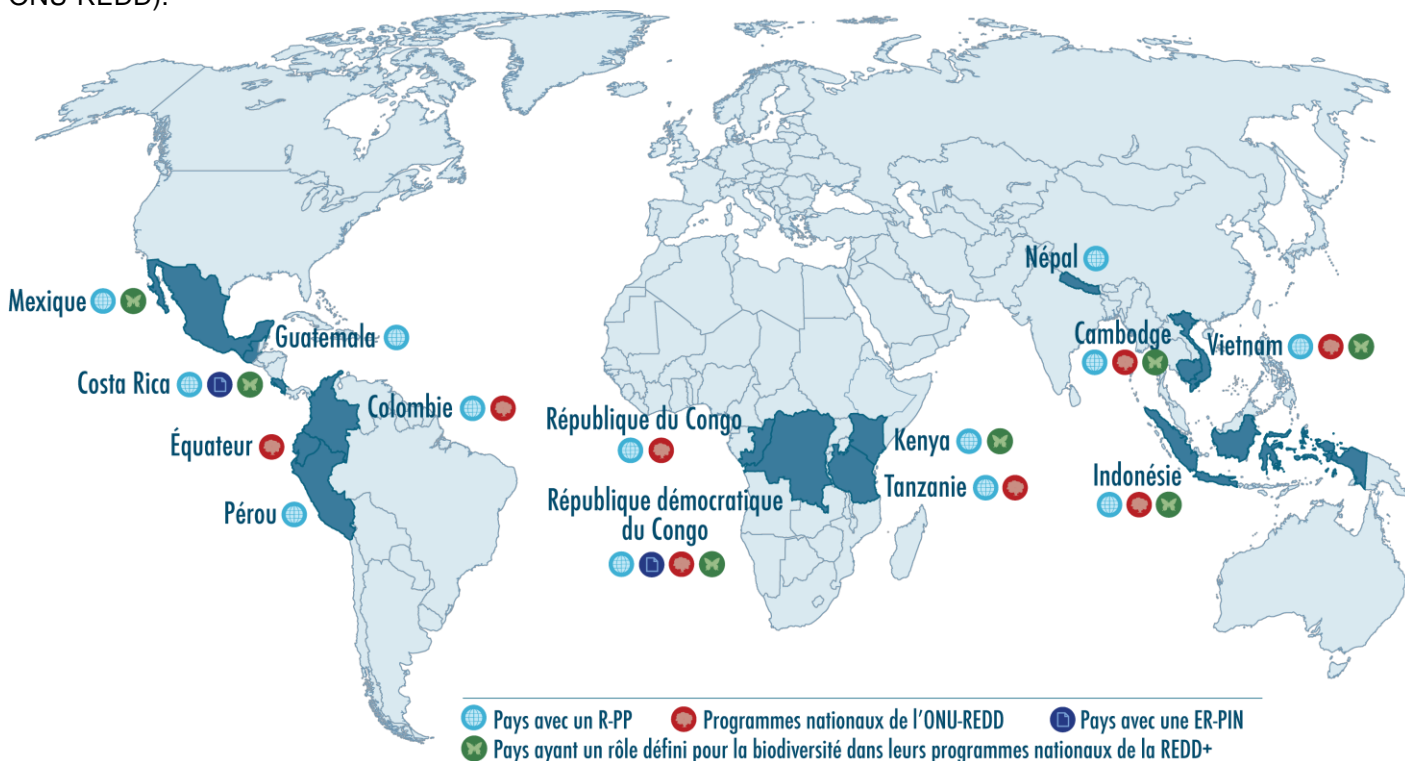 ONU-REDD).
Népal
Mexique
Guatemala
Cambodge
Vietnam
Costa Rica
Colombie
République du Congo
Équateur
Kenya
Indonésie
Tanzanie
République démocratique
du Congo
Pérou
Pays avec un R-PP
Programmes nationaux de l'ONU-REDD
Pays avec une ER-PIN
Pays ayant un rôle défini pour la biodiversité dans leurs programmes nationaux de la REDD+